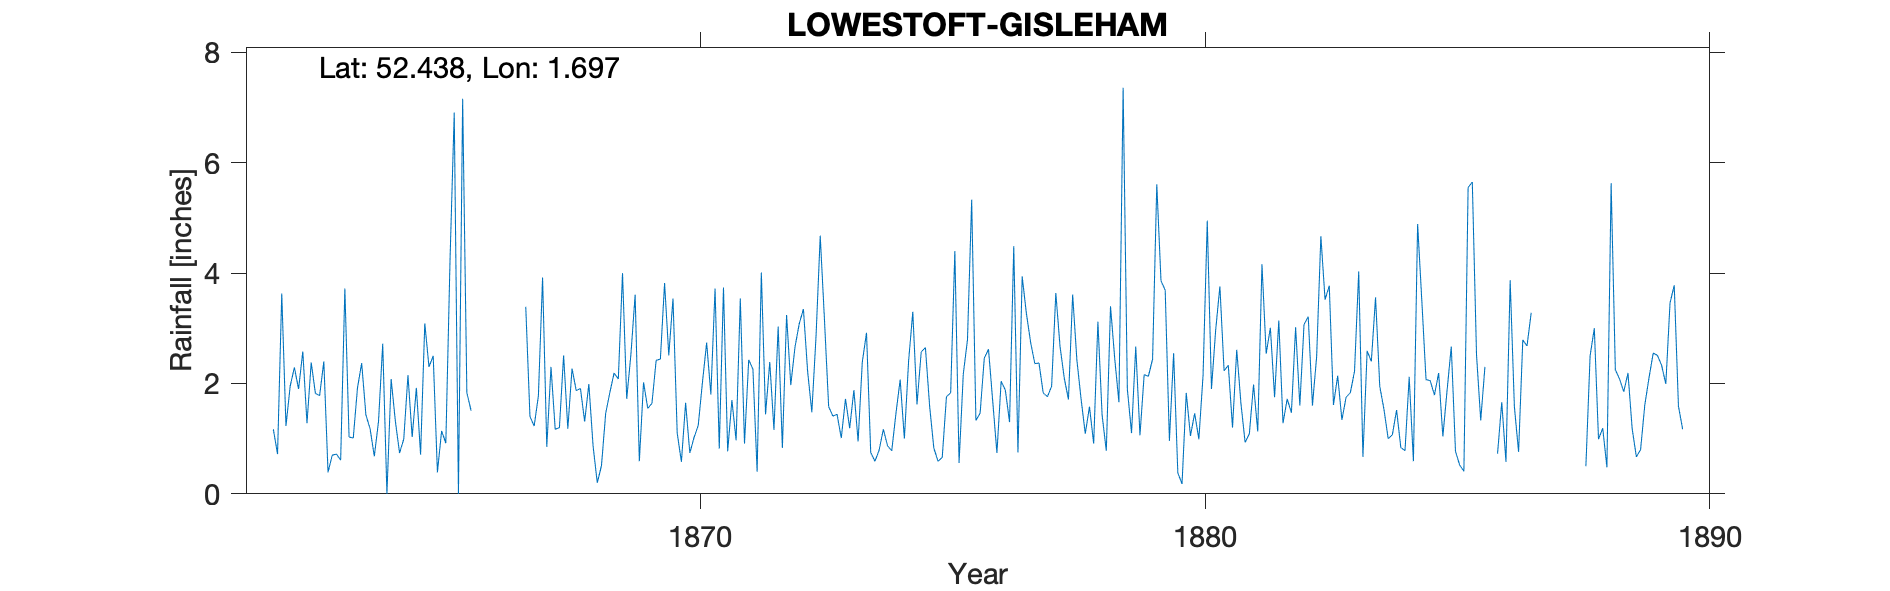 LOWESTOFT-GISLEHAM
Lat: 52.438, Lon: 1.697
8
6
4
2
0
Rainfall [inches]
1870 1880 1890
Year